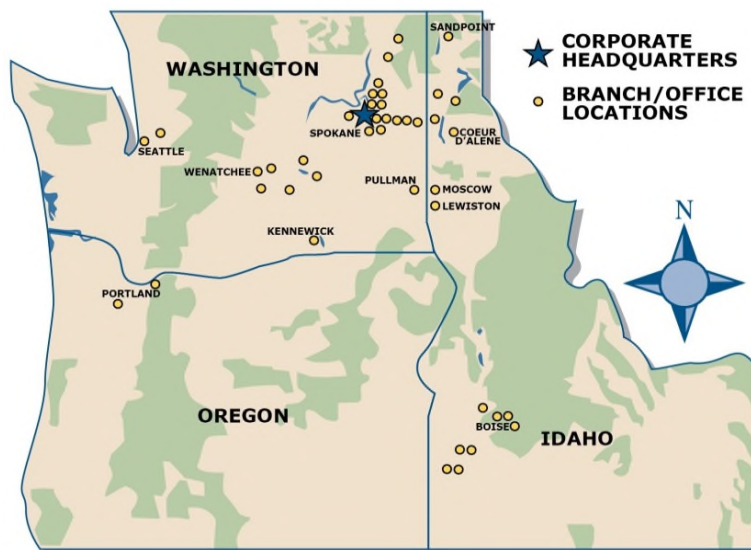 SANDPOINT
CORPORATE
HEADQUARTERS
WASHINGTON
BRANCH/OFFICE
LOCATIONS
SPOKANE
COEUR
D'ALENE
SEATTLE
WENATCHEE
PULLMAN
MOSCOW
LEWISTON
N
KENNEWICK
PORTLAND
OREGON
BOISE
IDAHO